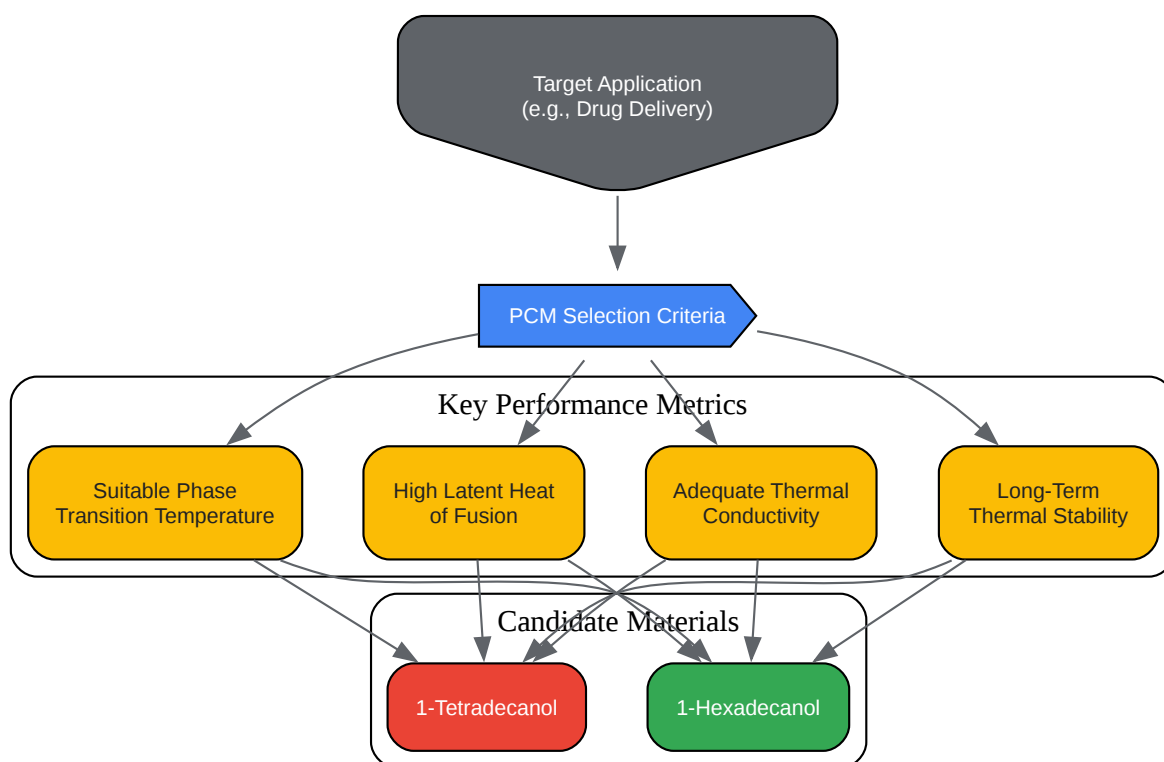 Target Application
(e.g., Drug Delivery)
PCM Selection Criteria
Key Performance Metrics
Suitable Phase
Transition Temperature
High Latent Heat
of Fusion
Adequate Thermal
Conductivity
Long-Term
Thermal Stability
Candidate Materials
1-Tetradecanol
1-Hexadecanol